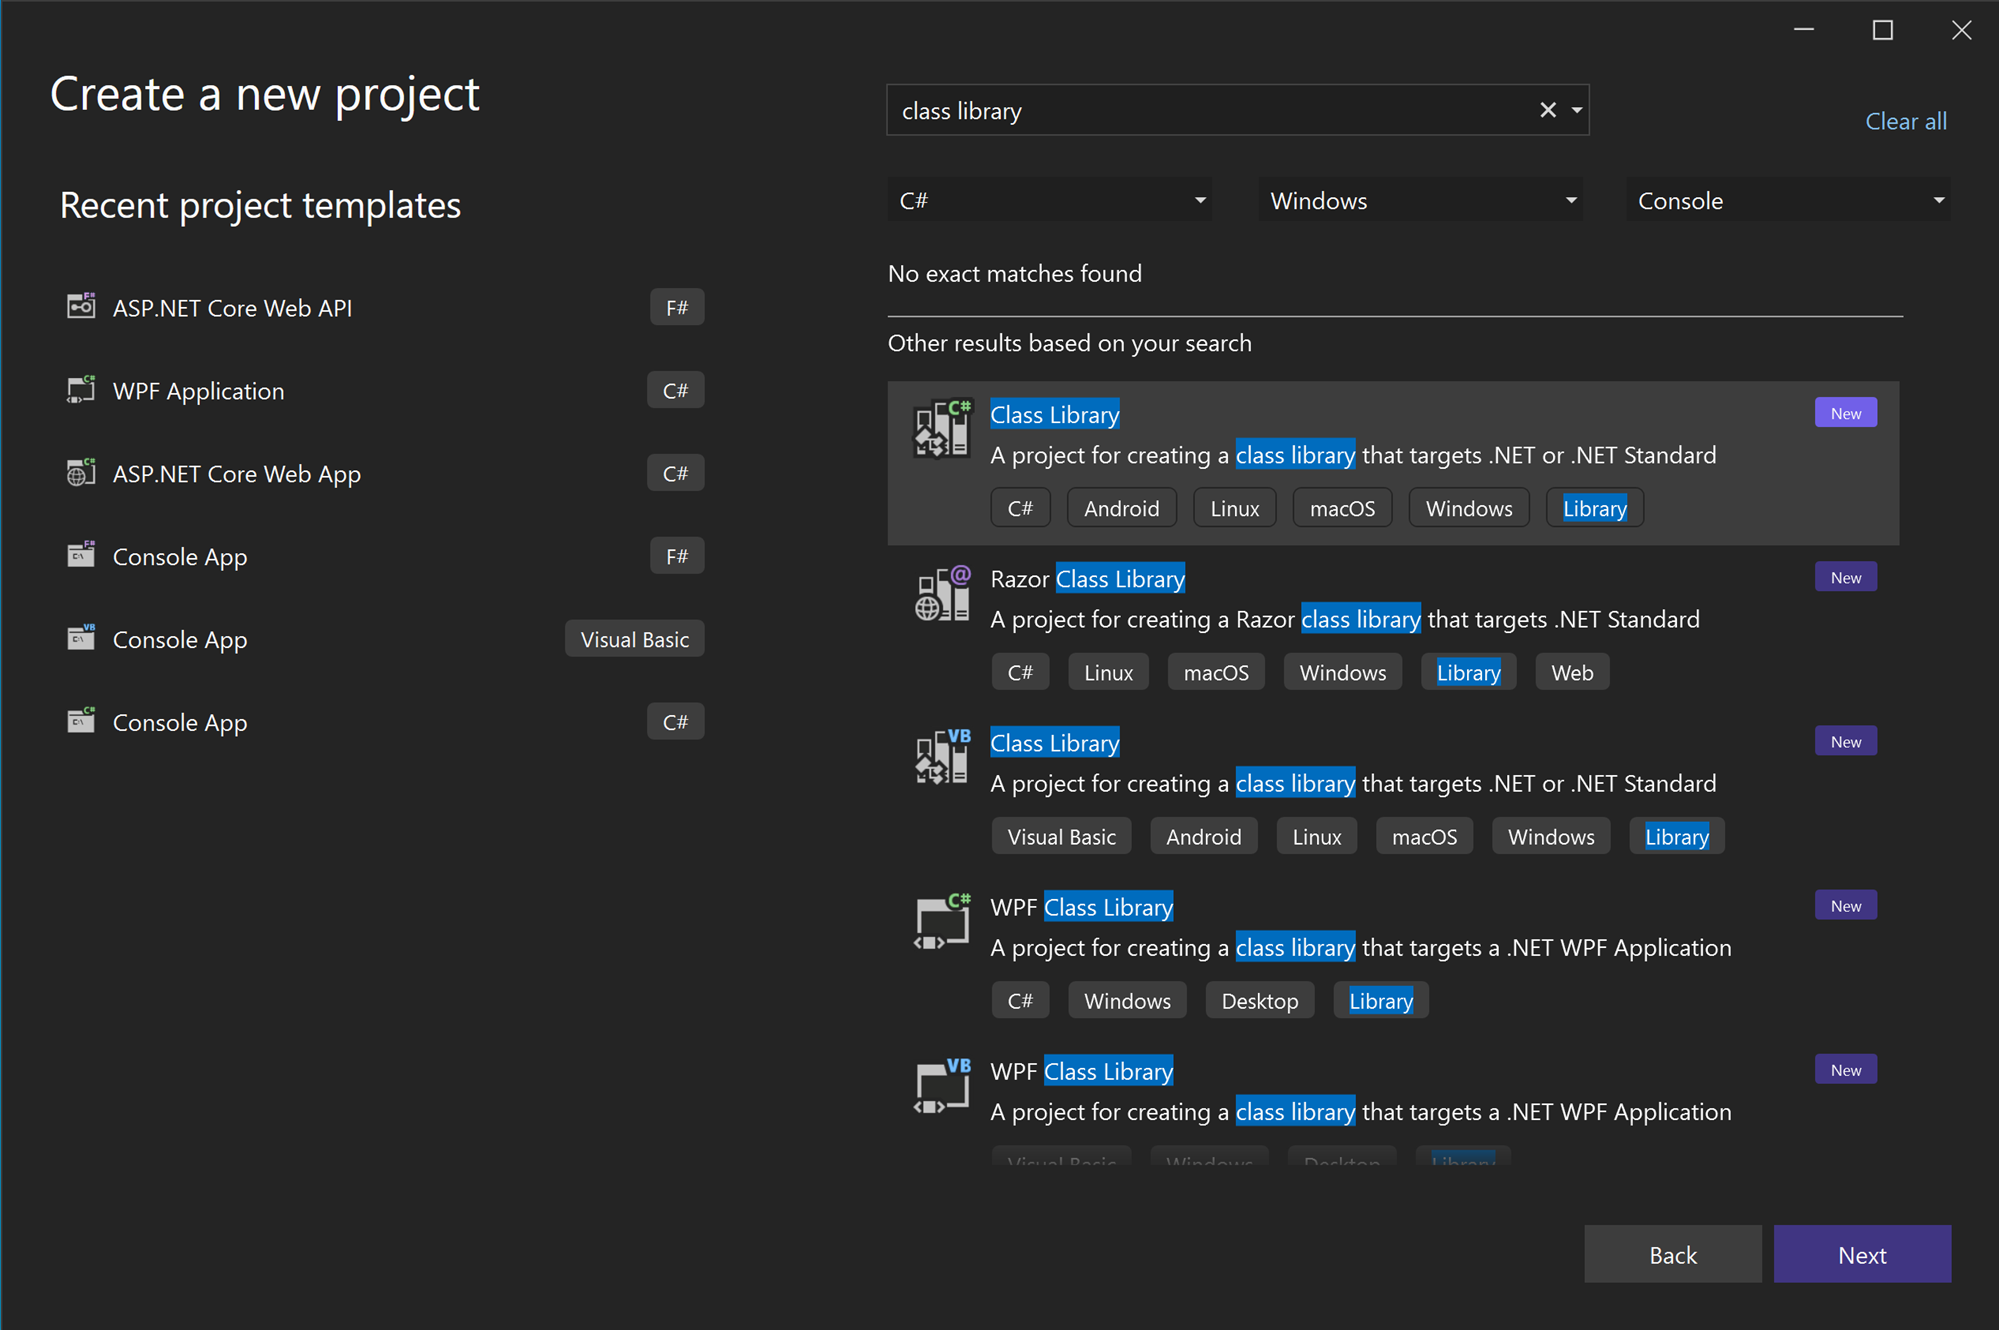 Create a new project
class library
Clear all
Recent project templates
C#
Windows
Console
No exact matches found
Other results based on your search
ASP.NET Core Web API F#
WPF Application C#
ASP.NET Core Web App C#
Console App F#
Console App Visual Basic
Console App C#
Class Library New
A project for creating a class library that targets .NET or .NET Standard
C# Android Linux macOS Windows Library
Razor Class Library New
A project for creating a Razor class library that targets .NET Standard
C# Linux macOS Windows Library Web
Class Library New
A project for creating a class library that targets .NET or .NET Standard
Visual Basic Android Linux macOS Windows Library
WPF Class Library New
A project for creating a class library that targets a .NET WPF Application
C# Windows Desktop Library
WPF Class Library New
A project for creating a class library that targets a .NET WPF Application
Visual Basic Windows Desktop Library
Back
Next